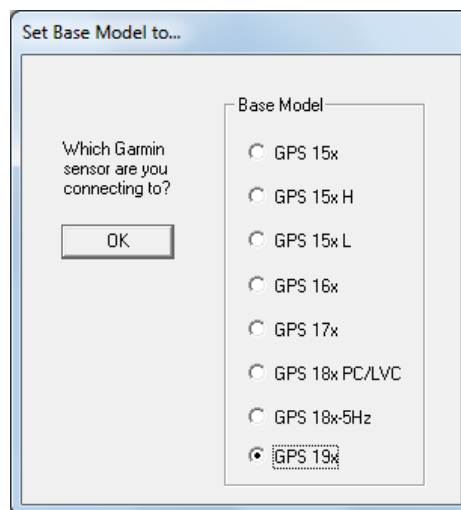 Set Base Model to...
Which Garmin
sensor are you
connecting to?
OK
Base Model
GPS 15x
GPS 15x H
GPS 15x L
GPS 16x
GPS 17x
GPS 18x PC/LVC
GPS 18x-5Hz
GPS 19x